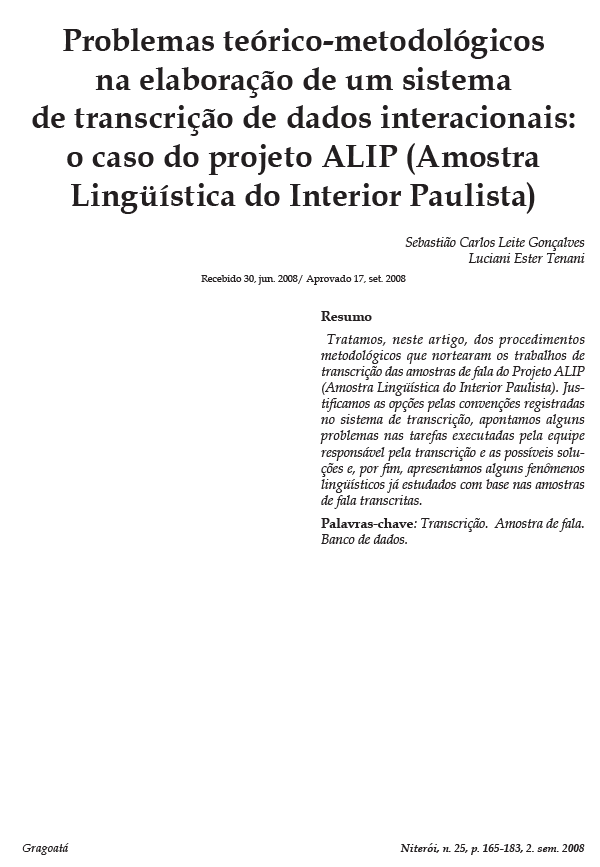 Problemas teórico-metodológicos
na elaboração de um sistema
de transcrição de dados interacionais:
o caso do projeto ALIP (Amostra
Lingüística do Interior Paulista)
Sebastião Carlos Leite Gonçalves
Luciani Ester Tenani
Recebido 30, jun. 2008/ Aprovado 17, set. 2008
Resumo
Tratamos, neste artigo, dos procedimentos
metodológicos que nortearam os trabalhos de
transcrição das amostras de fala do Projeto ALIP
(Amostra Lingüística do Interior Paulista). Jus-
tificamos as opções pelas convenções registradas
no sistema de transcrição, apontamos alguns
problemas nas tarefas executadas pela equipe
responsável pela transcrição e as possíveis solu-
ções e, por fim, apresentamos alguns fenômenos
lingüísticos já estudados com base nas amostras
de fala transcritas.
Palavras-chave: Transcrição. Amostra de fala.
Banco de dados.
Gragoatá
Niterói, n. 25, p. 165-183, 2. sem. 2008